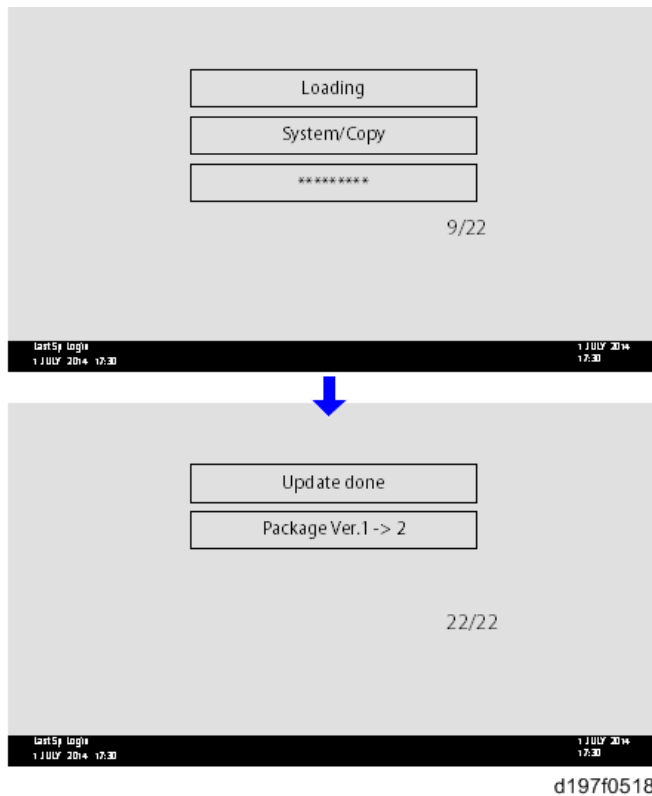 Loading
System/Copy
*********
9/22
Last Sp Login
1 JULY 2014 17:30
1 JULY 2014
17:30
Update done
Package Ver.1 -> 2
22/22
Last Sp Login
1 JULY 2014 17:30
1 JULY 2014
17:30
d197f0518